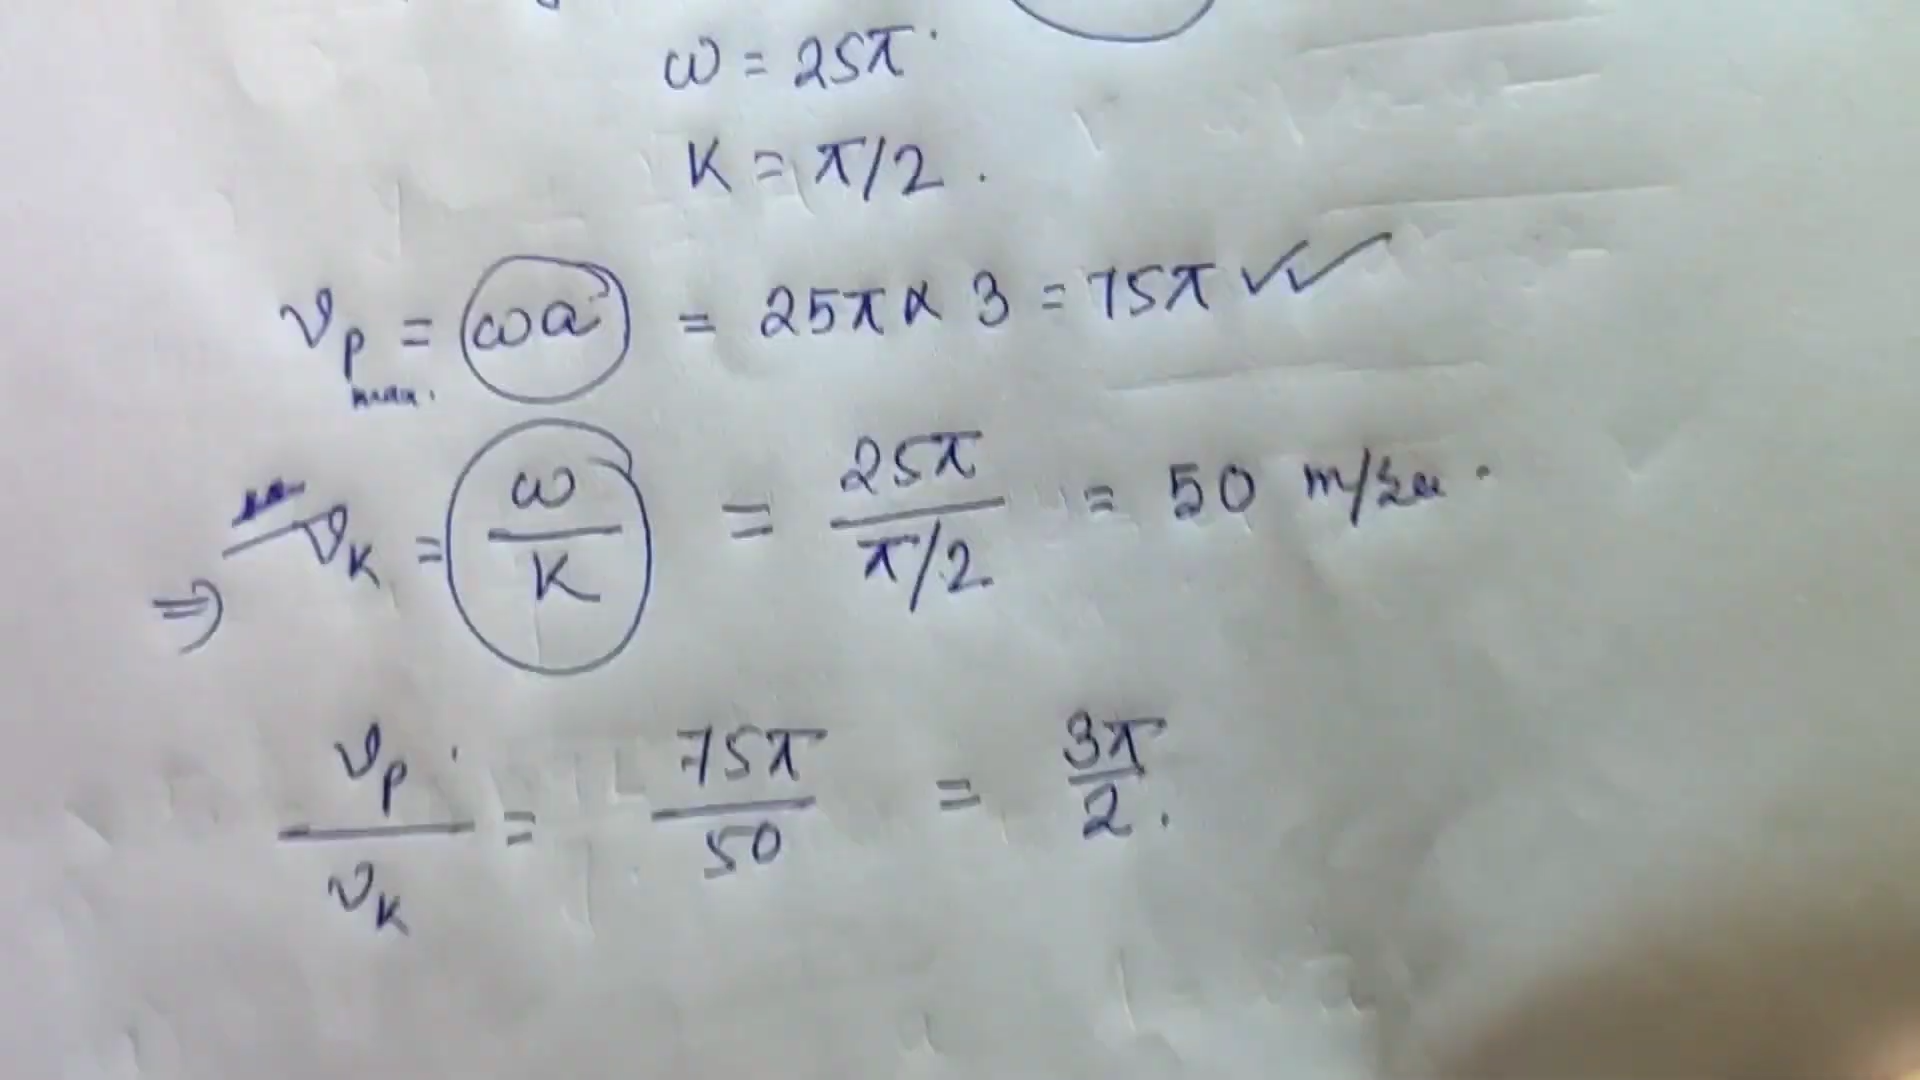 ω = 25π
K = π/2.
v_p max. = ωa = 25π × 3 = 75π ✓✓
⇒ v_K = ω/K = 25π/(π/2) = 50 m/sec.
v_p/v_K = 75π/50 = 3π/2.